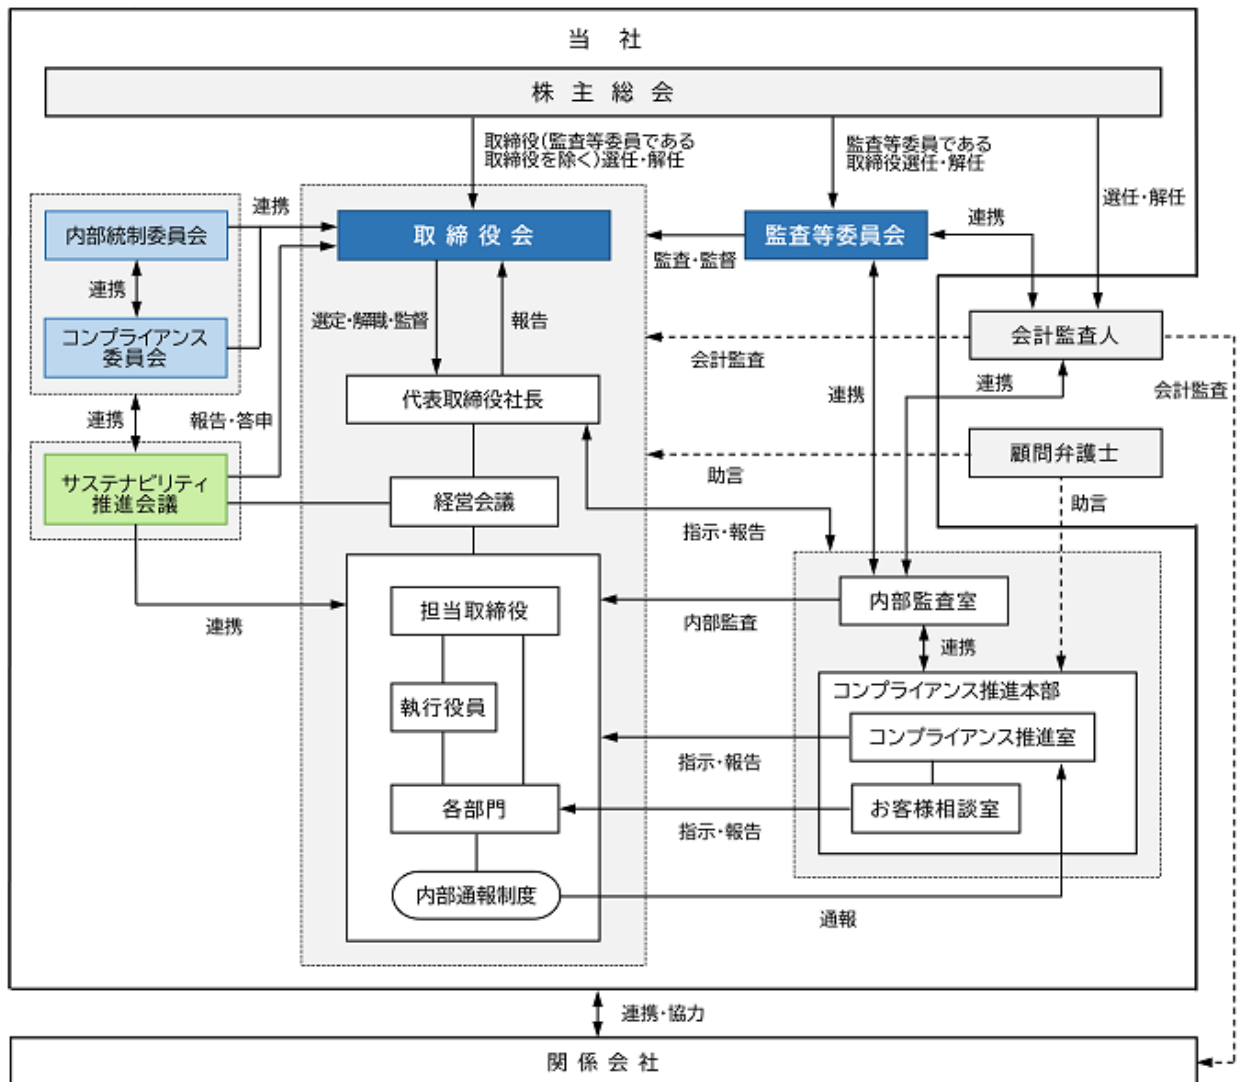 当 社
株 主 総 会
取締役(監査等委員である
取締役を除く)選任・解任
監査等委員である
取締役選任・解任
選任・解任
内部統制委員会
連携
取 締 役 会
監査等委員会
連携
監査・監督
連携
選定・解職・監督
報告
コンプライアンス
委員会
会計監査人
会計監査
会計監査
連携
報告・答申
代表取締役社長
連携
連携
顧問弁護士
助言
助言
サステナビリティ
推進会議
経営会議
指示・報告
内部監査室
担当取締役
内部監査
連携
連携
コンプライアンス推進本部
執行役員
コンプライアンス推進室
指示・報告
各部門
お客様相談室
指示・報告
内部通報制度
通報
連携・協力
関 係 会 社